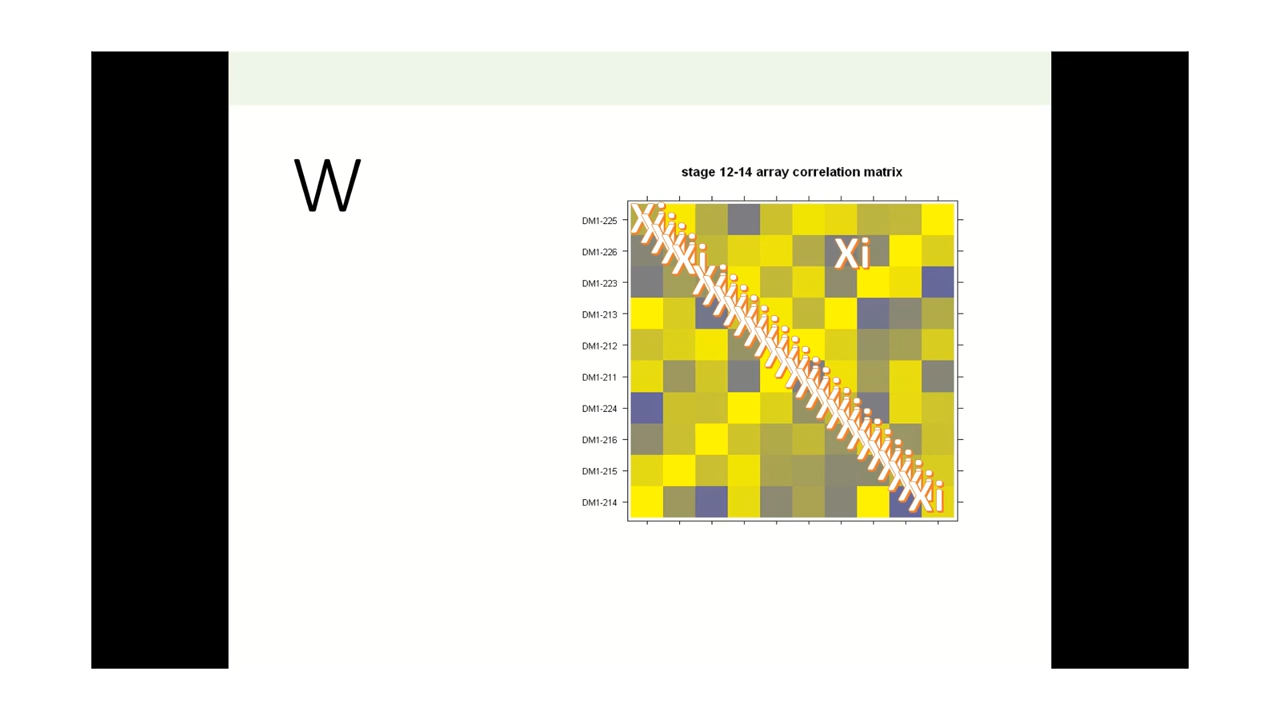 W
stage 12-14 array correlation matrix
DM1-225
DM1-226
DM1-223
DM1-213
DM1-212
DM1-211
DM1-224
DM1-216
DM1-215
DM1-214
Xi
Xi